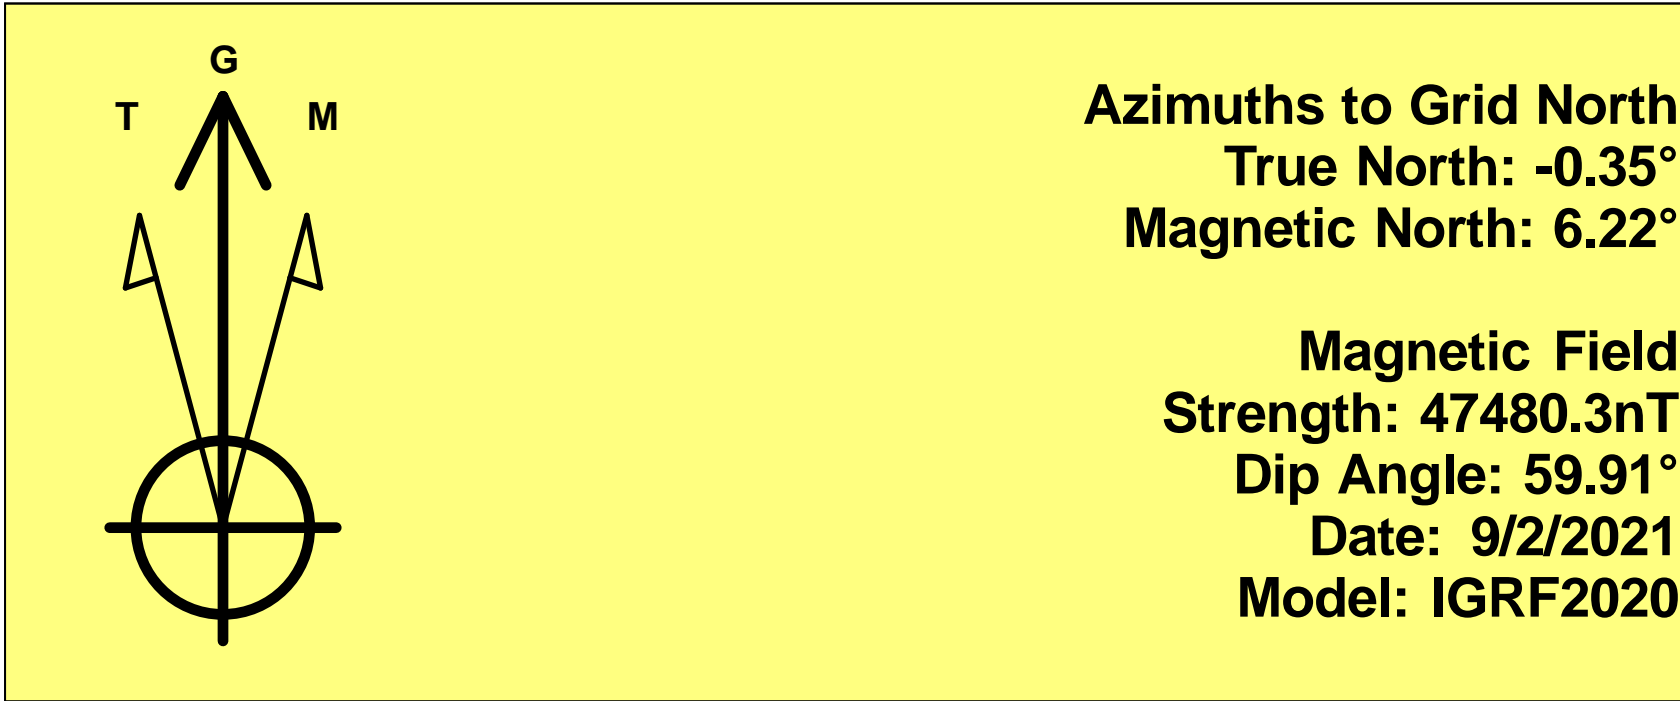 G
T M
Azimuths to Grid North
True North: -0.35°
Magnetic North: 6.22°
Magnetic Field
Strength: 47480.3nT
Dip Angle: 59.91°
Date: 9/2/2021
Model: IGRF2020